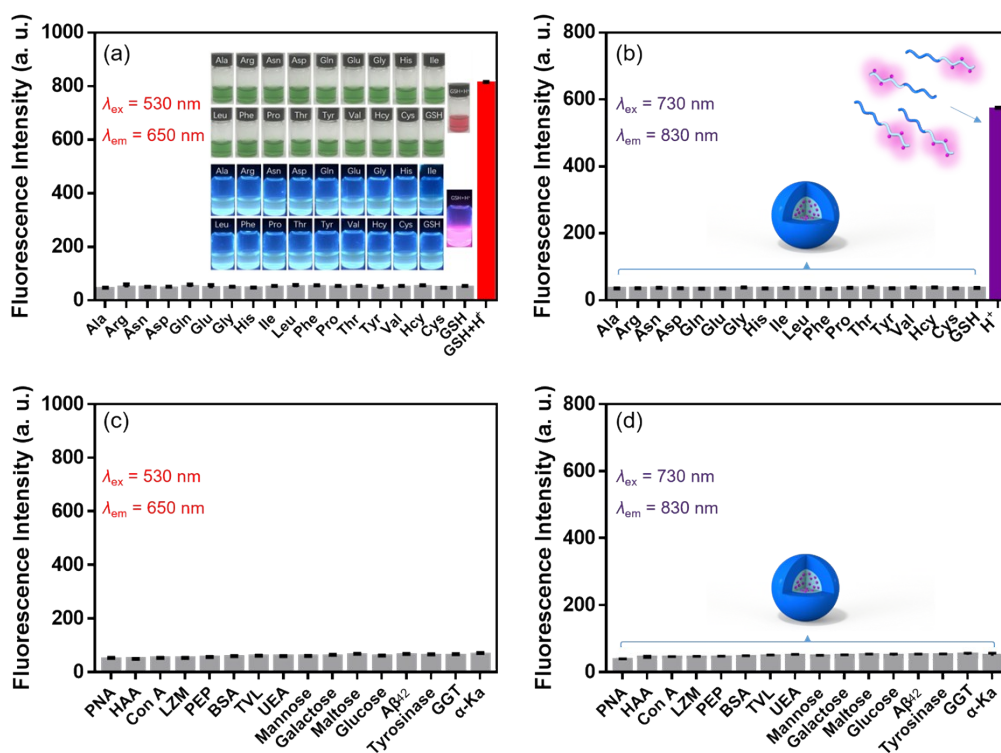 (a)
λex = 530 nm
λem = 650 nm
Fluorescence Intensity (a. u.)
1000
800
600
400
200
0
Ala Arg Asn Asp Gln Glu Gly His Ile
GSH+H+
Leu Phe Pro Thr Tyr Val Hcy Cys GSH
Ala Arg Asn Asp Gln Glu Gly His Ile
GSH+H+
Leu Phe Pro Thr Tyr Val Hcy Cys GSH
Ala Arg Asn Asp Gln Glu Gly His Ile Leu Phe Pro Thr Tyr Val Hcy Cys GSH GSH+H
(b)
λex = 730 nm
λem = 830 nm
Fluorescence Intensity (a. u.)
800
600
400
200
0
Ala Arg Asn Asp Gln Glu Gly His Ile Leu Phe Pro Thr Tyr Val Hcy Cys GSH H+
(c)
λex = 530 nm
λem = 650 nm
Fluorescence Intensity (a. u.)
1000
800
600
400
200
0
PNA HAA Con A LZM PEP BSA TVL UEA Mannose Galactose Maltose Glucose Aβ42 Tyrosinase GGT α-Ka
(d)
λex = 730 nm
λem = 830 nm
Fluorescence Intensity (a. u.)
800
600
400
200
0
PNA HAA Con A LZM PEP BSA TVL UEA Mannose Galactose Maltose Glucose Aβ42 Tyrosinase GGT α-Ka